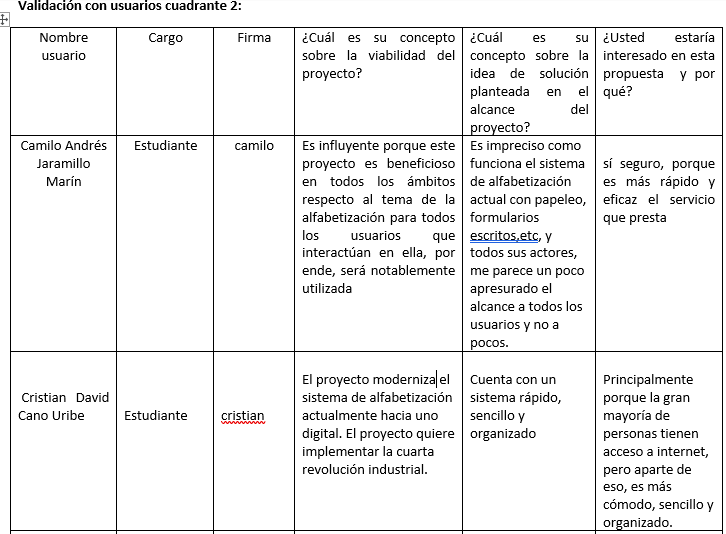 Validación con usuarios cuadrante 2:
Nombre
usuario
Cargo
Firma
¿Cuál es su concepto
sobre la viabilidad del
proyecto?
¿Cuál es su
concepto sobre la
idea de solución
planteada en el
alcance del
proyecto?
¿Usted estaría
interesado en esta
propuesta y por
qué?
Camilo Andrés
Jaramillo
Marín
Estudiante
camilo
Es influyente porque este
proyecto es beneficioso
en todos los ámbitos
respecto al tema de la
alfabetización para todos
los usuarios que
interactúan en ella, por
ende, será notablemente
utilizada
Es impreciso como
funciona el sistema
de alfabetización
actual con papeleo,
formularios
escritos,etc, y
todos sus actores,
me parece un poco
apresurado el
alcance a todos los
usuarios y no a
pocos.
sí seguro, porque
es más rápido y
eficaz el servicio
que presta
Cristian David
Cano Uribe
Estudiante
cristian
El proyecto moderniza el
sistema de alfabetización
actualmente hacia uno
digital. El proyecto quiere
implementar la cuarta
revolución industrial.
Cuenta con un
sistema rápido,
sencillo y
organizado
Principalmente
porque la gran
mayoría de
personas tienen
acceso a internet,
pero aparte de
eso, es más
cómodo, sencillo y
organizado.